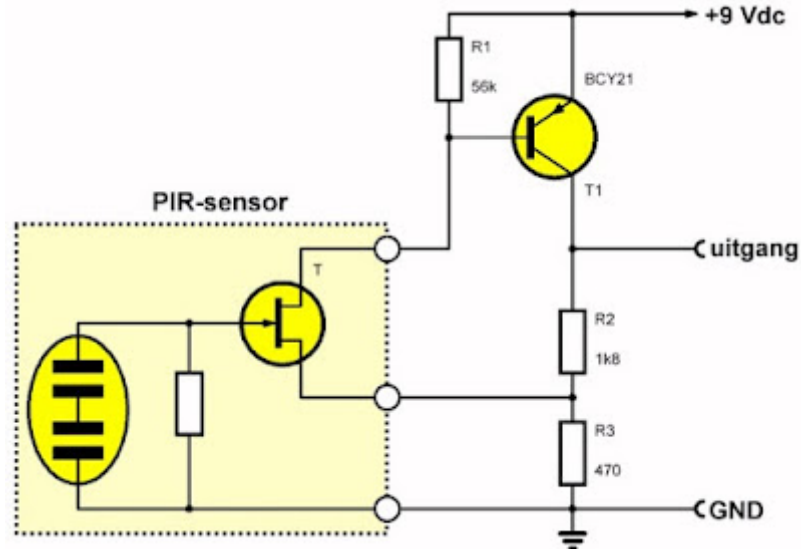 +9 Vdc
R1
56k
BCY21
T1
PIR-sensor
T
uitgang
R2
1k8
R3
470
GND